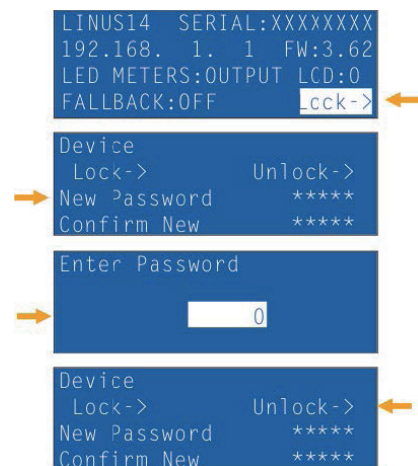 LINUS14 SERIAL:XXXXXXXX
192.168. 1. 1 FW:3.62
LED METERS:OUTPUT LCD:0
FALLBACK:OFF Lock->
Device
Lock-> Unlock->
New Password *****
Confirm New *****
Enter Password
0
Device
Lock-> Unlock->
New Password *****
Confirm New *****